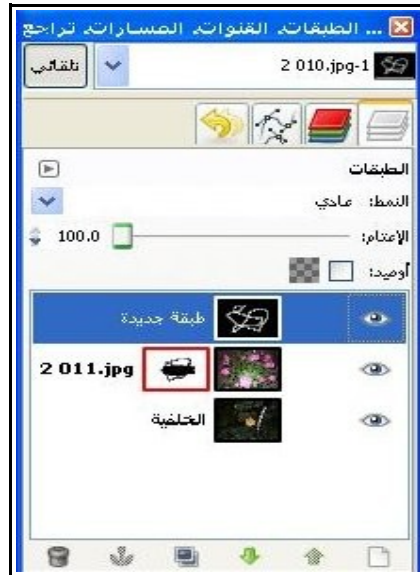 الطبقات، القنوات، المسارات، تراجع ...
2 010.jpg-1
تلقائي
الطبقات
النمط: عادي
الإعتام: 100.0
أوصِد:
طبقة جديدة
2 011.jpg
الخلفية